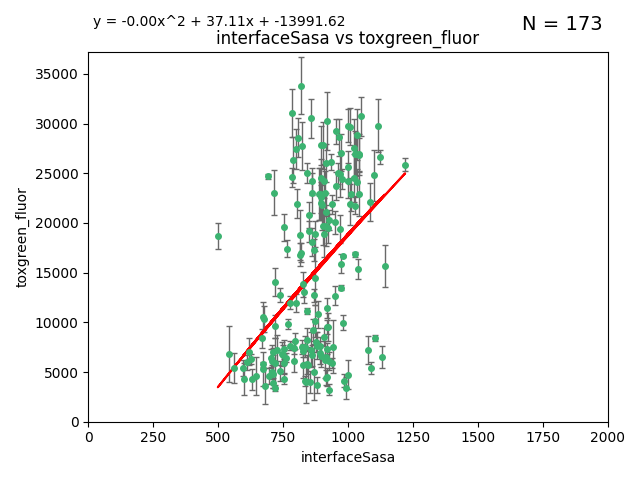 y = -0.00x^2 + 37.11x + -13991.62
N = 173
interfaceSasa vs toxgreen_fluor
35000
30000
25000
20000
15000
10000
5000
0
toxgreen_fluor
0 250 500 750 1000 1250 1500 1750 2000
interfaceSasa